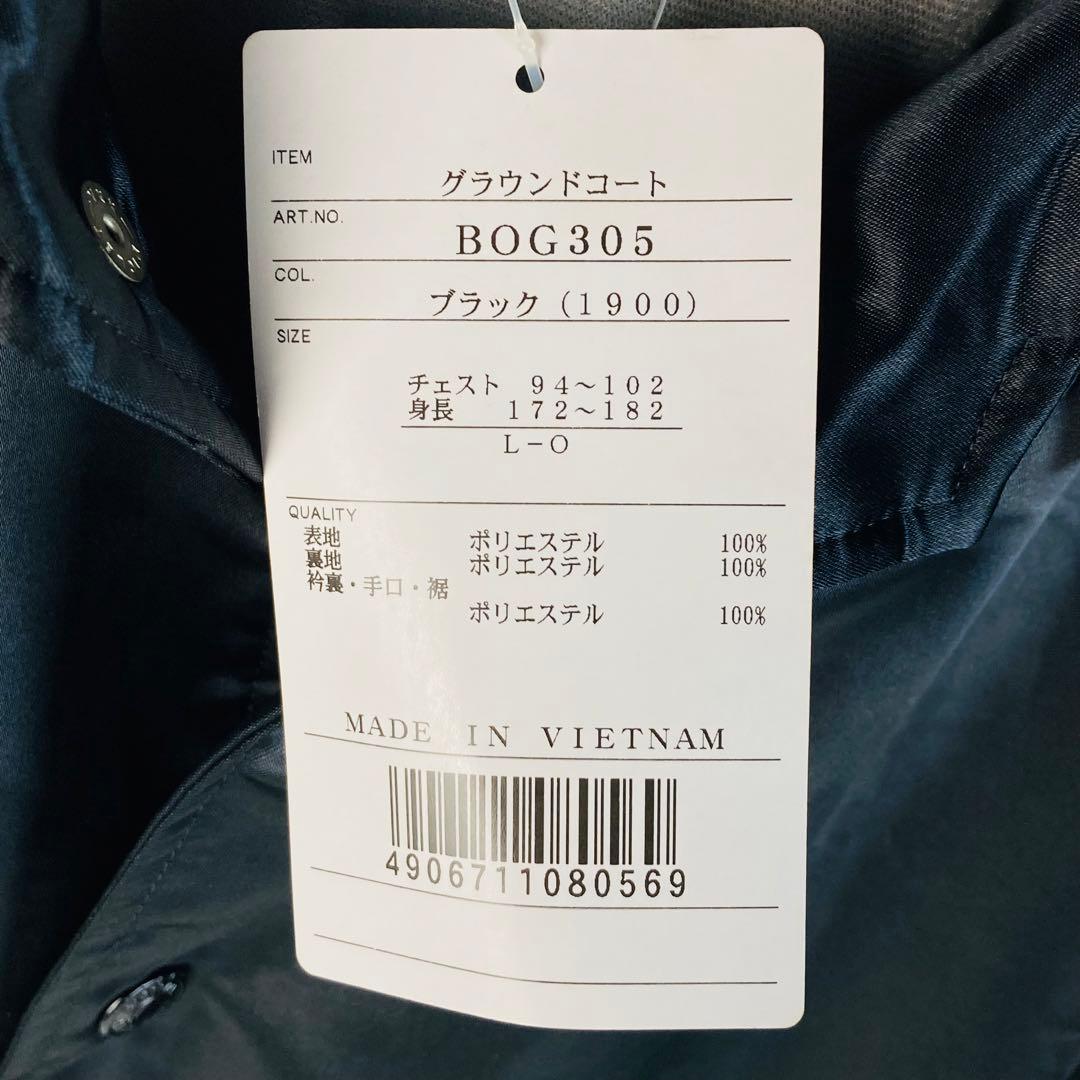 ITEM
グラウンドコート
ART.NO.
BOG305
COL.
ブラック(1900)
SIZE
チェスト 94～102
身長 172～182
L－O
QUALITY
表地 ポリエステル 100%
裏地 ポリエステル 100%
衿裏・手口・裾
ポリエステル 100%
MADE IN VIETNAM
4906711080569